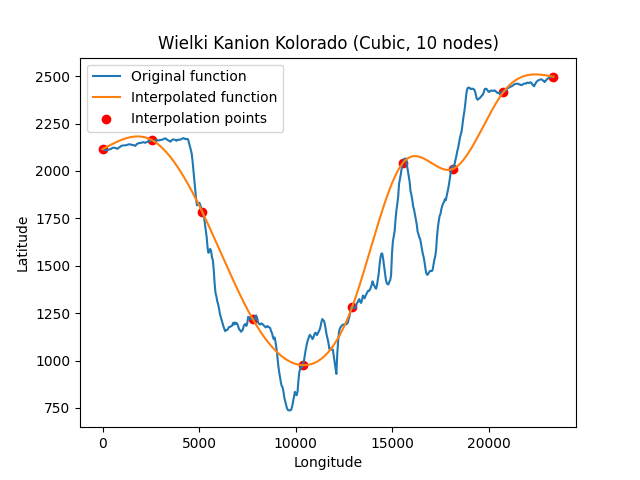 Wielki Kanion Kolorado (Cubic, 10 nodes)
Original function
Interpolated function
Interpolation points
2500
2250
2000
1750
1500
1250
1000
750
Latitude
0
5000
10000
15000
20000
Longitude